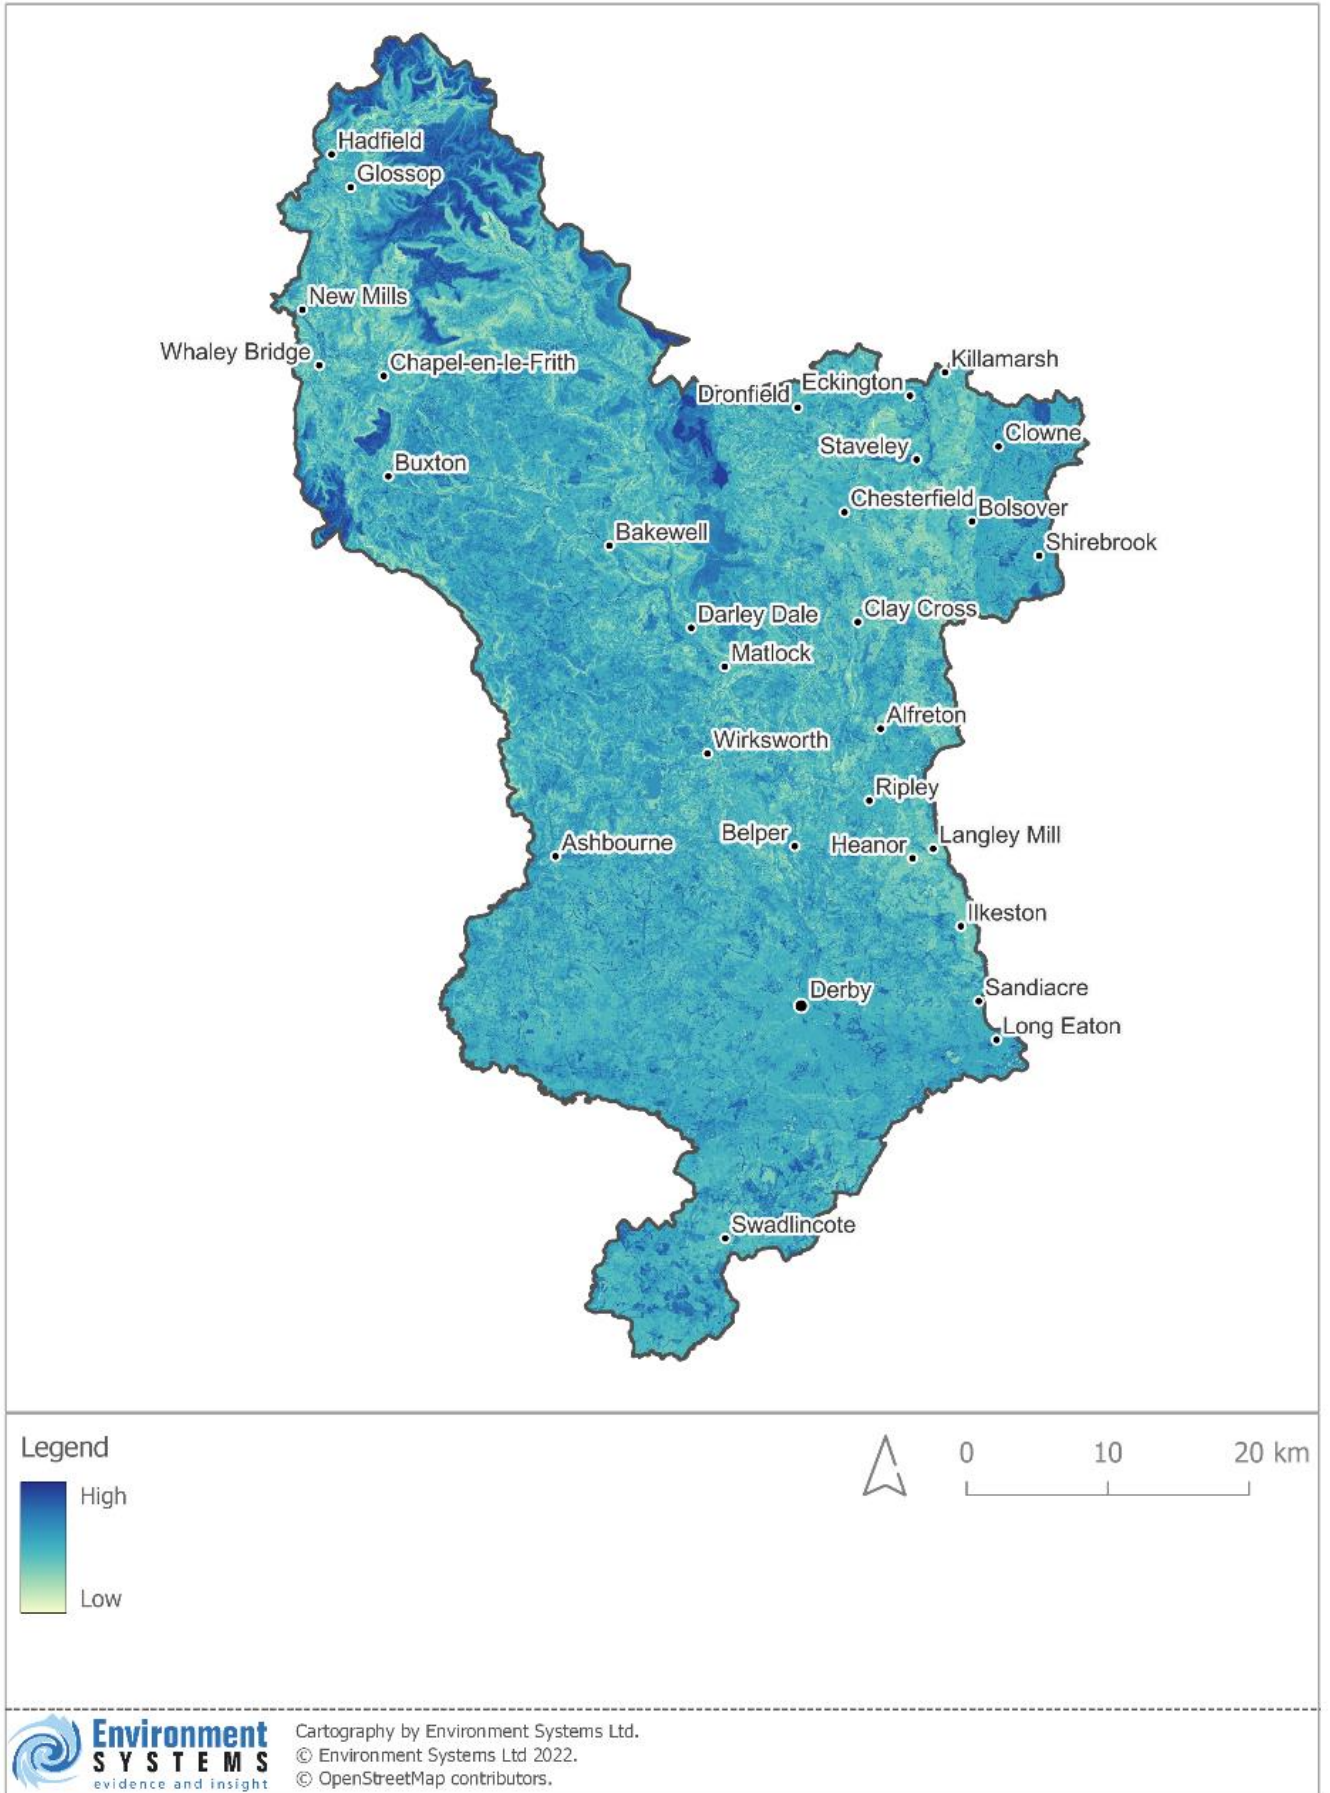 Hadfield
Glossop
New Mills
Whaley Bridge
Chapel-en-le-Frith
Killamarsh
Dronfield
Eckington
Clowne
Staveley
Buxton
Chesterfield
Bolsover
Bakewell
Shirebrook
Darley Dale
Clay Cross
Matlock
Alfreton
Wirksworth
Ripley
Ashbourne
Belper
Heanor
Langley Mill
Ilkeston
Derby
Sandiacre
Long Eaton
Swadlincote
Legend
High
Low
0 10 20 km
Environment
SYSTEMS
evidence and insight
Cartography by Environment Systems Ltd.
© Environment Systems Ltd 2022.
© OpenStreetMap contributors.